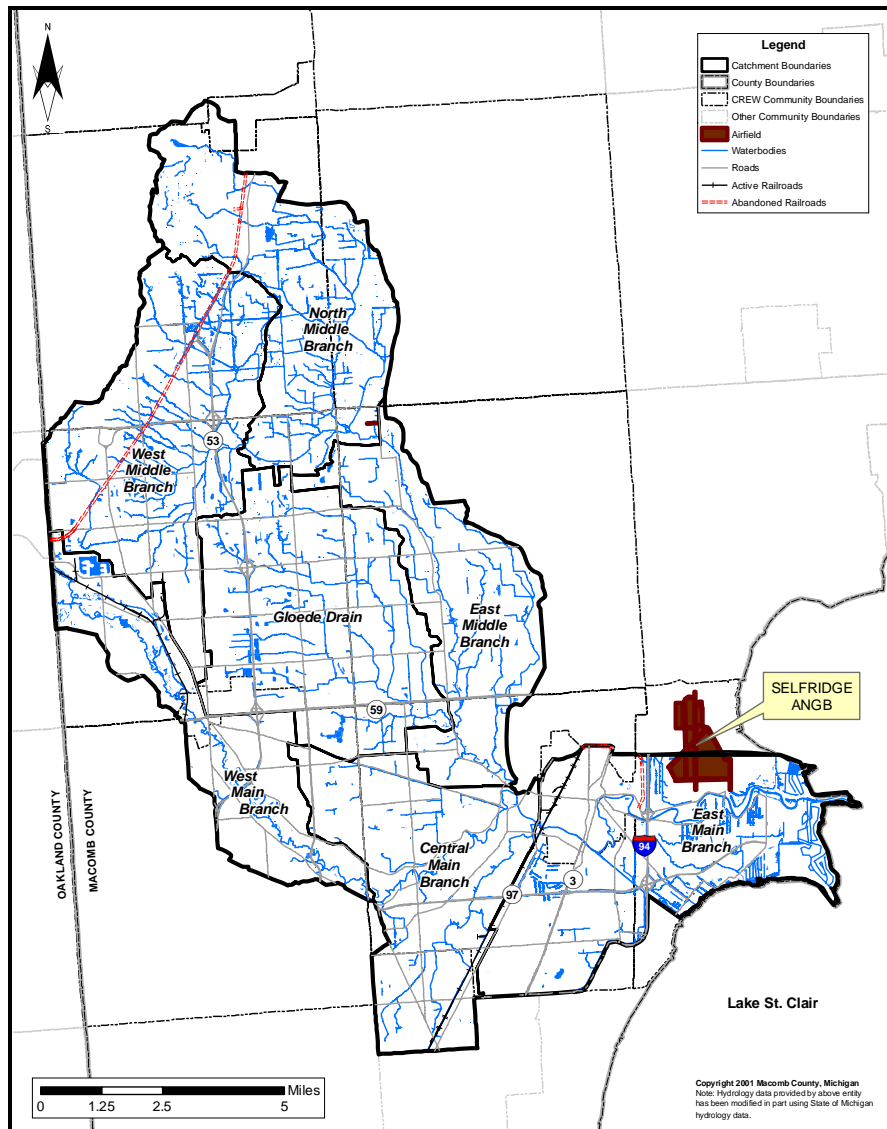 N
S
Legend
Catchment Boundaries
County Boundaries
CREW Community Boundaries
Other Community Boundaries
Airfield
Waterbodies
Roads
Active Railroads
Abandoned Railroads
North
Middle
Branch
53
West
Middle
Branch
Gloede Drain
East
Middle
Branch
SELFRIDGE
ANGB
59
West
Main
Branch
East
Main
Branch
Central
Main
Branch
94
3
97
OAKLAND COUNTY
MACOMB COUNTY
Lake St. Clair
Miles
0 1.25 2.5 5
Copyright 2001 Macomb County, Michigan
Note: Hydrology data provided by above entity
has been modified in part using State of Michigan
hydrology data.